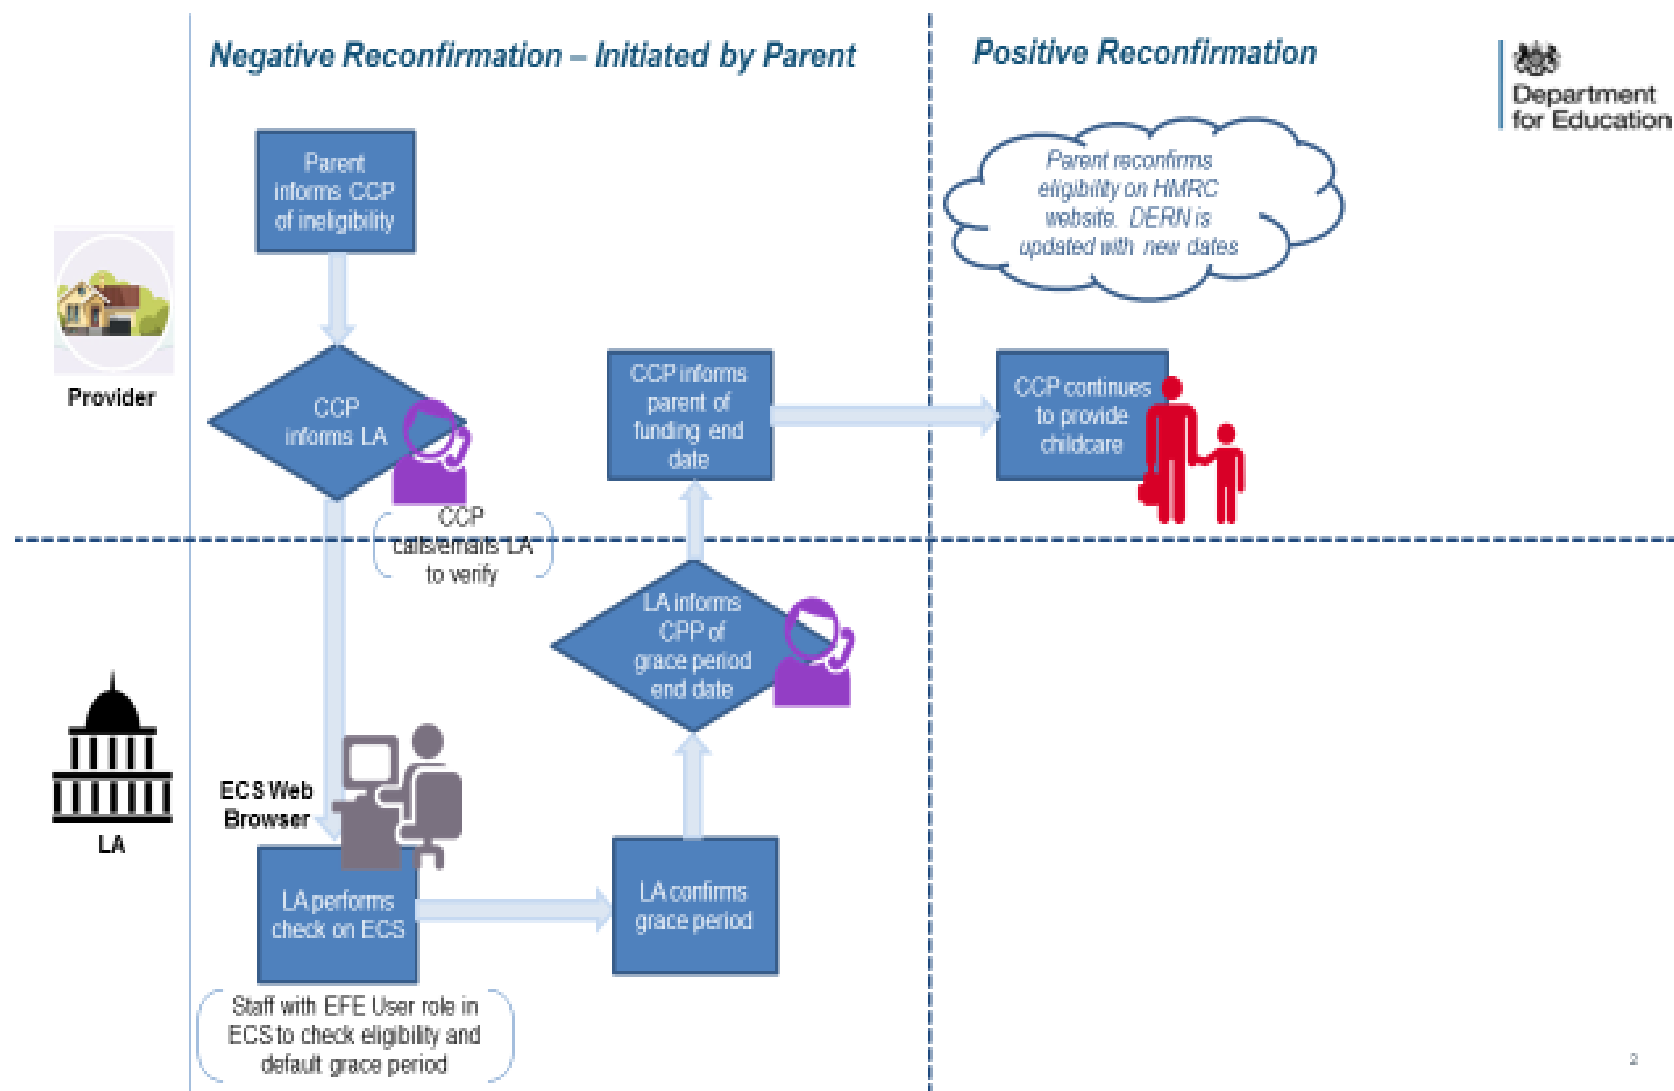 Negative Reconfirmation – Initiated by Parent
Positive Reconfirmation
Department
for Education
Parent
informs CCP
of ineligibility
Parent reconfirms
eligibility on HMRC
website. DERN is
updated with new dates
Provider
CCP
informs LA
CCP informs
parent of
funding end
date
CCP continues
to provide
childcare
CCP
calls/emails LA
to verify
LA informs
CPP of
grace period
end date
LA
ECS Web
Browser
LA performs
check on ECS
LA confirms
grace period
Staff with EFE User role in
ECS to check eligibility and
default grace period
2